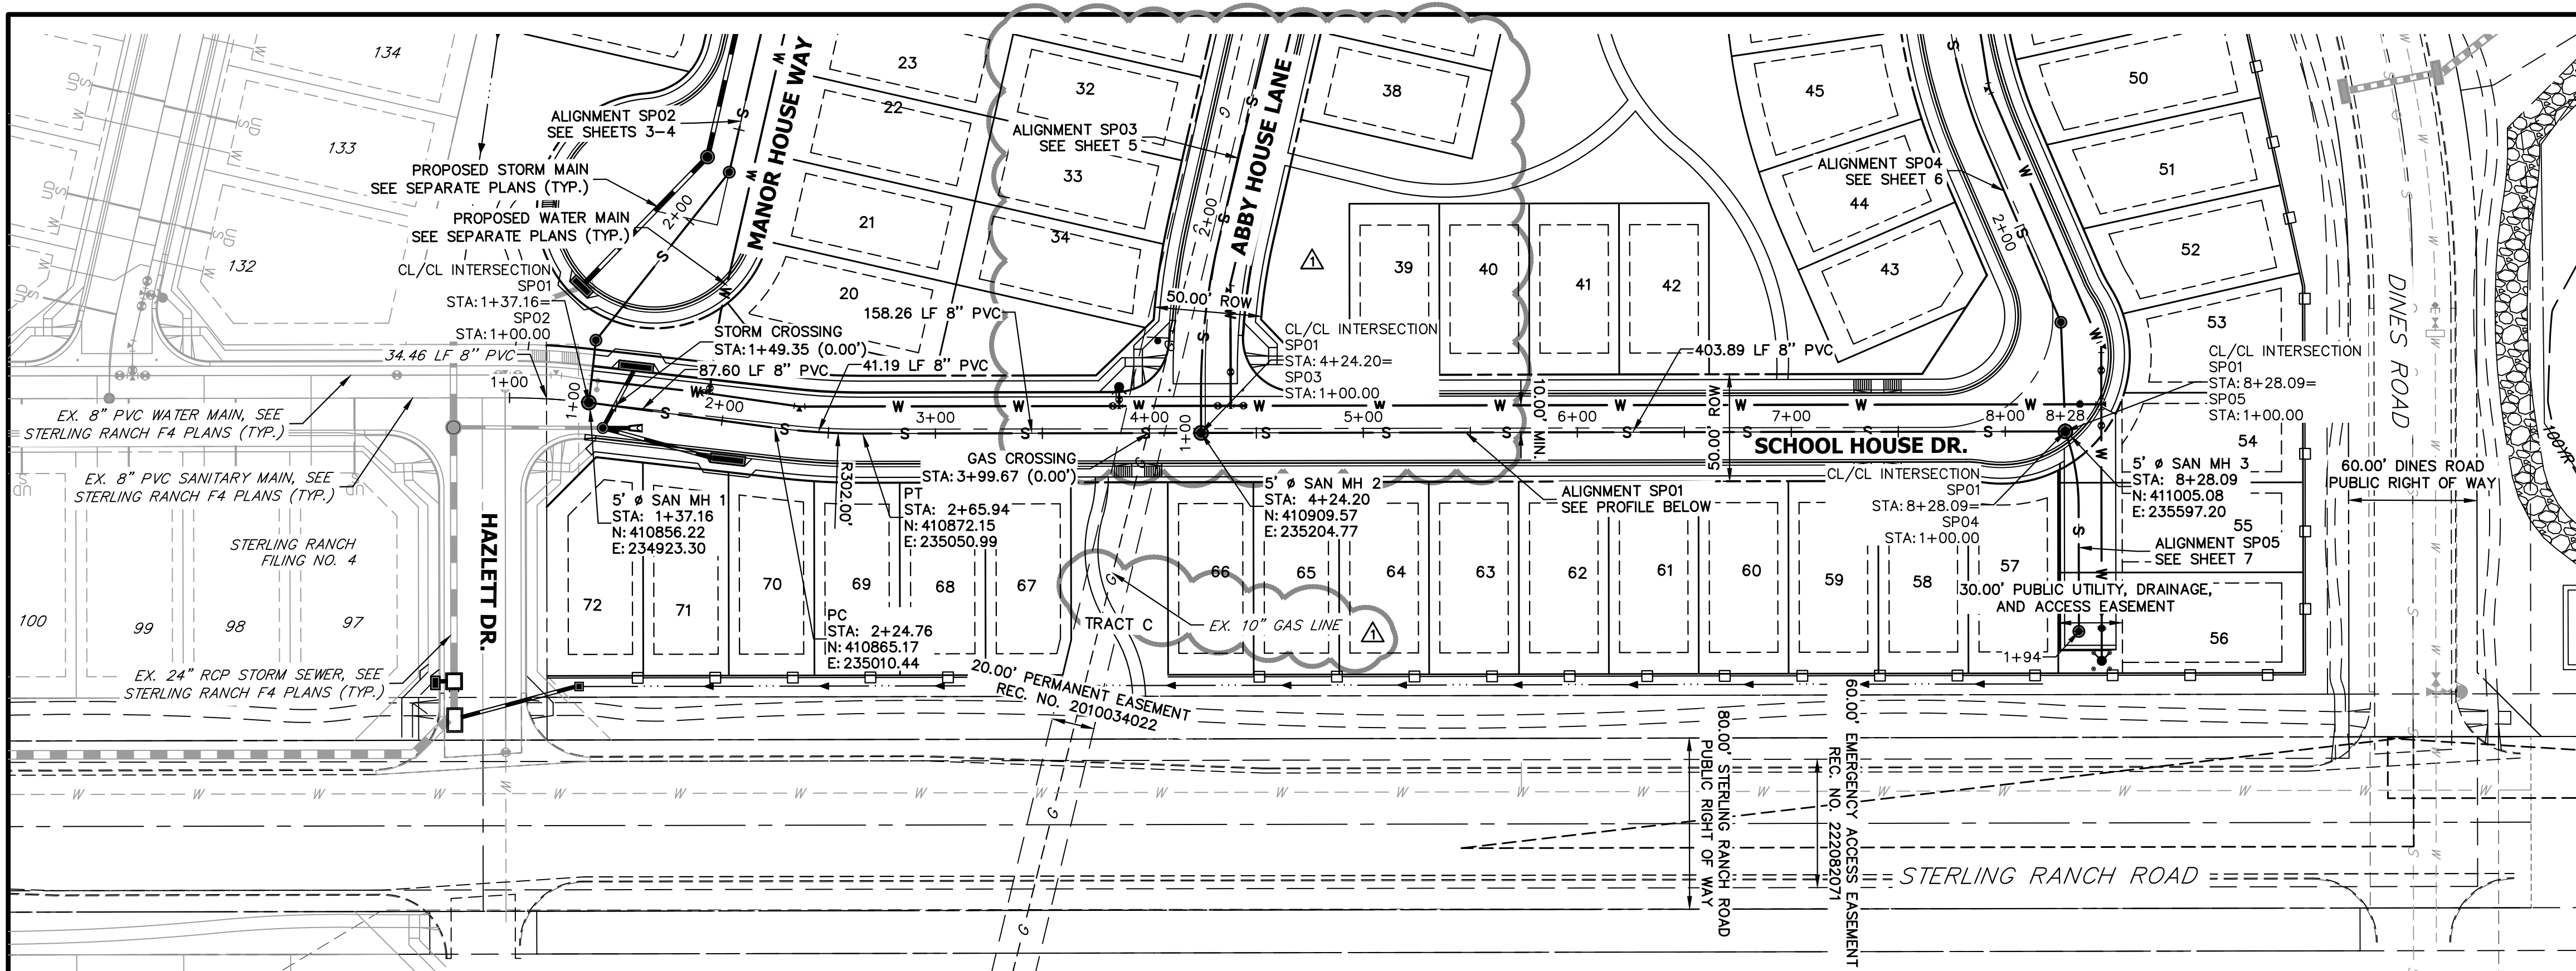 134
133
132
23
22
21
20
32
33
34
38
39
40
41
42
45
44
43
50
51
52
53
54
55
56
ALIGNMENT SP02
SEE SHEETS 3-4
MANOR HOUSE WAY
PROPOSED STORM MAIN
SEE SEPARATE PLANS (TYP.)
PROPOSED WATER MAIN
SEE SEPARATE PLANS (TYP.)
2+00
CL/CL INTERSECTION
SP01
STA: 1+37.16=
SP02
STA: 1+00.00
34.46 LF 8" PVC
1+00
1+00
STORM CROSSING
STA: 1+49.35 (0.00')
87.60 LF 8" PVC
41.19 LF 8" PVC
158.26 LF 8" PVC
ALIGNMENT SP03
SEE SHEET 5
ABBY HOUSE LANE
2+00
50.00' ROW
1
CL/CL INTERSECTION
SP01
STA: 4+24.20=
SP03
STA: 1+00.00
403.89 LF 8" PVC
ALIGNMENT SP04
SEE SHEET 6
2+00
CL/CL INTERSECTION
SP01
STA: 8+28.09=
SP05
STA: 1+00.00
DINES ROAD
EX. 8" PVC WATER MAIN, SEE
STERLING RANCH F4 PLANS (TYP.)
EX. 8" PVC SANITARY MAIN, SEE
STERLING RANCH F4 PLANS (TYP.)
2+00
3+00
4+00
1+00
5+00
6+00
7+00
8+00
8+28
10.00' MIN.
50.00' ROW
SCHOOL HOUSE DR.
R302.00'
GAS CROSSING
STA: 3+99.67 (0.00')
5' ø SAN MH 1
STA: 1+37.16
N: 410856.22
E: 234923.30
PT
STA: 2+65.94
N: 410872.15
E: 235050.99
PC
STA: 2+24.76
N: 410865.17
E: 235010.44
5' ø SAN MH 2
STA: 4+24.20
N: 410909.57
E: 235204.77
ALIGNMENT SP01
SEE PROFILE BELOW
CL/CL INTERSECTION
SP01
STA: 8+28.09=
SP04
STA: 1+00.00
5' ø SAN MH 3
STA: 8+28.09
N: 411005.08
E: 235597.20
60.00' DINES ROAD
PUBLIC RIGHT OF WAY
ALIGNMENT SP05
SEE SHEET 7
30.00' PUBLIC UTILITY, DRAINAGE,
AND ACCESS EASEMENT
1+94
HAZLETT DR.
STERLING RANCH
FILING NO. 4
100
99
98
97
72
71
70
69
68
67
66
65
64
63
62
61
60
59
58
57
TRACT C
EX. 10" GAS LINE
1
EX. 24" RCP STORM SEWER, SEE
STERLING RANCH F4 PLANS (TYP.)
20.00' PERMANENT EASEMENT
REC. NO. 2010034022
80.00' STERLING RANCH ROAD
PUBLIC RIGHT OF WAY
60.00' EMERGENCY ACCESS EASEMENT
REC. NO. 222082071
STERLING RANCH ROAD